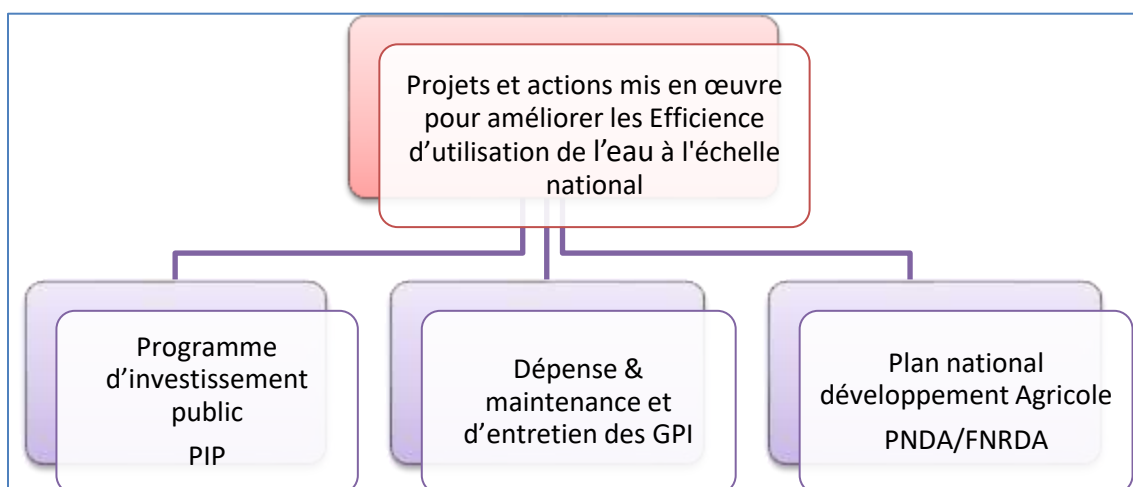 Projets et actions mis en œuvre
pour améliorer les Efficience
d’utilisation de l’eau à l'échelle
national
Programme
d’investissement
public
PIP
Dépense &
maintenance et
d’entretien des GPI
Plan national
développement Agricole
PNDA/FNRDA